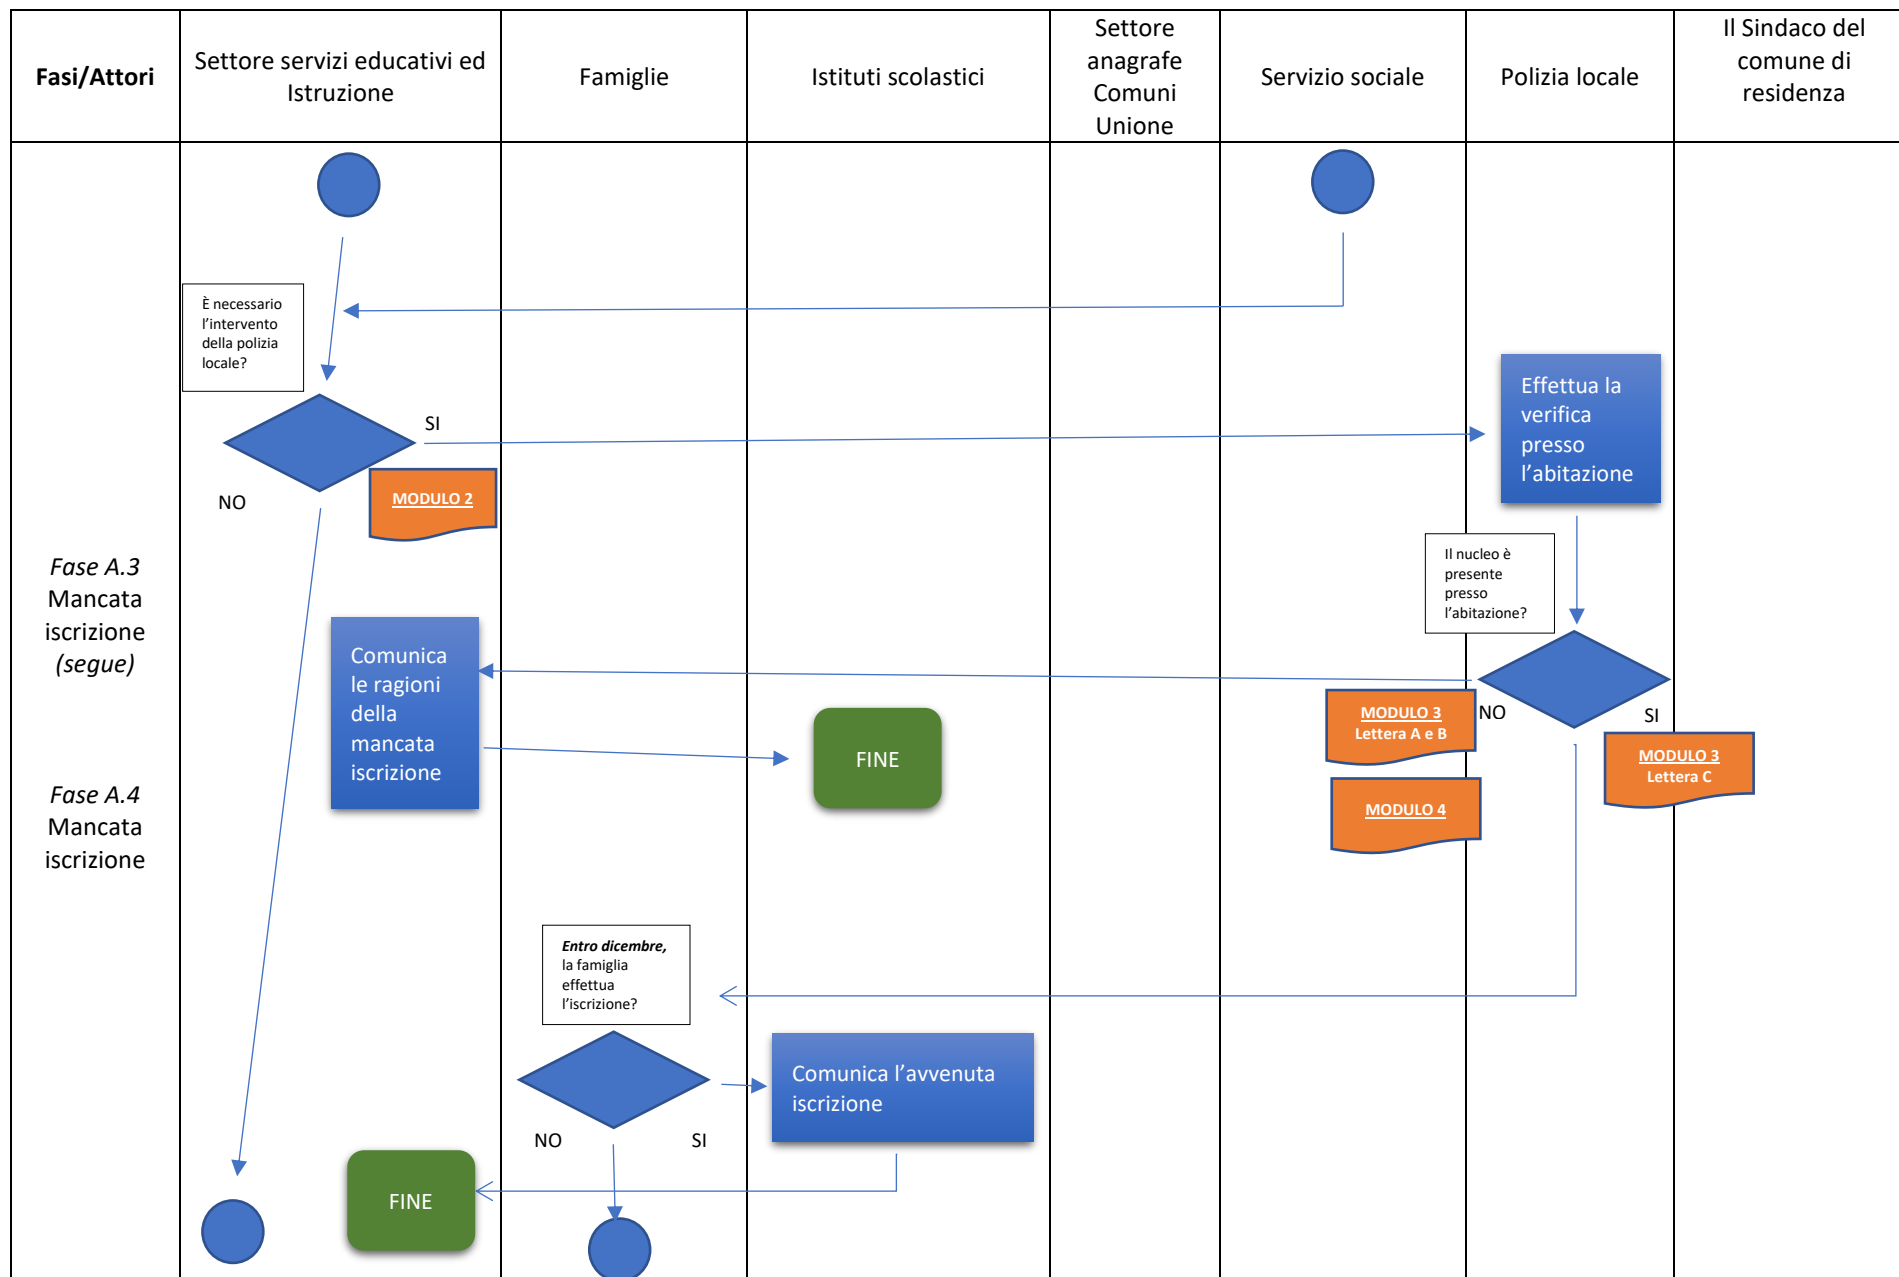 Fasi/Attori
Settore servizi educativi ed
Istruzione
Famiglie
Istituti scolastici
Settore
anagrafe
Comuni
Unione
Servizio sociale
Polizia locale
Il Sindaco del
comune di
residenza
È necessario
l’intervento
della polizia
locale?
SI
NO
MODULO 2
Effettua la
verifica
presso
l’abitazione
Il nucleo è
presente
presso
l’abitazione?
Fase A.3
Mancata
iscrizione
(segue)
Comunica
le ragioni
della
mancata
iscrizione
FINE
MODULO 3
Lettera A e B
NO
SI
MODULO 3
Lettera C
MODULO 4
Fase A.4
Mancata
iscrizione
Entro dicembre,
la famiglia
effettua
l’iscrizione?
Comunica l’avvenuta
iscrizione
NO
SI
FINE